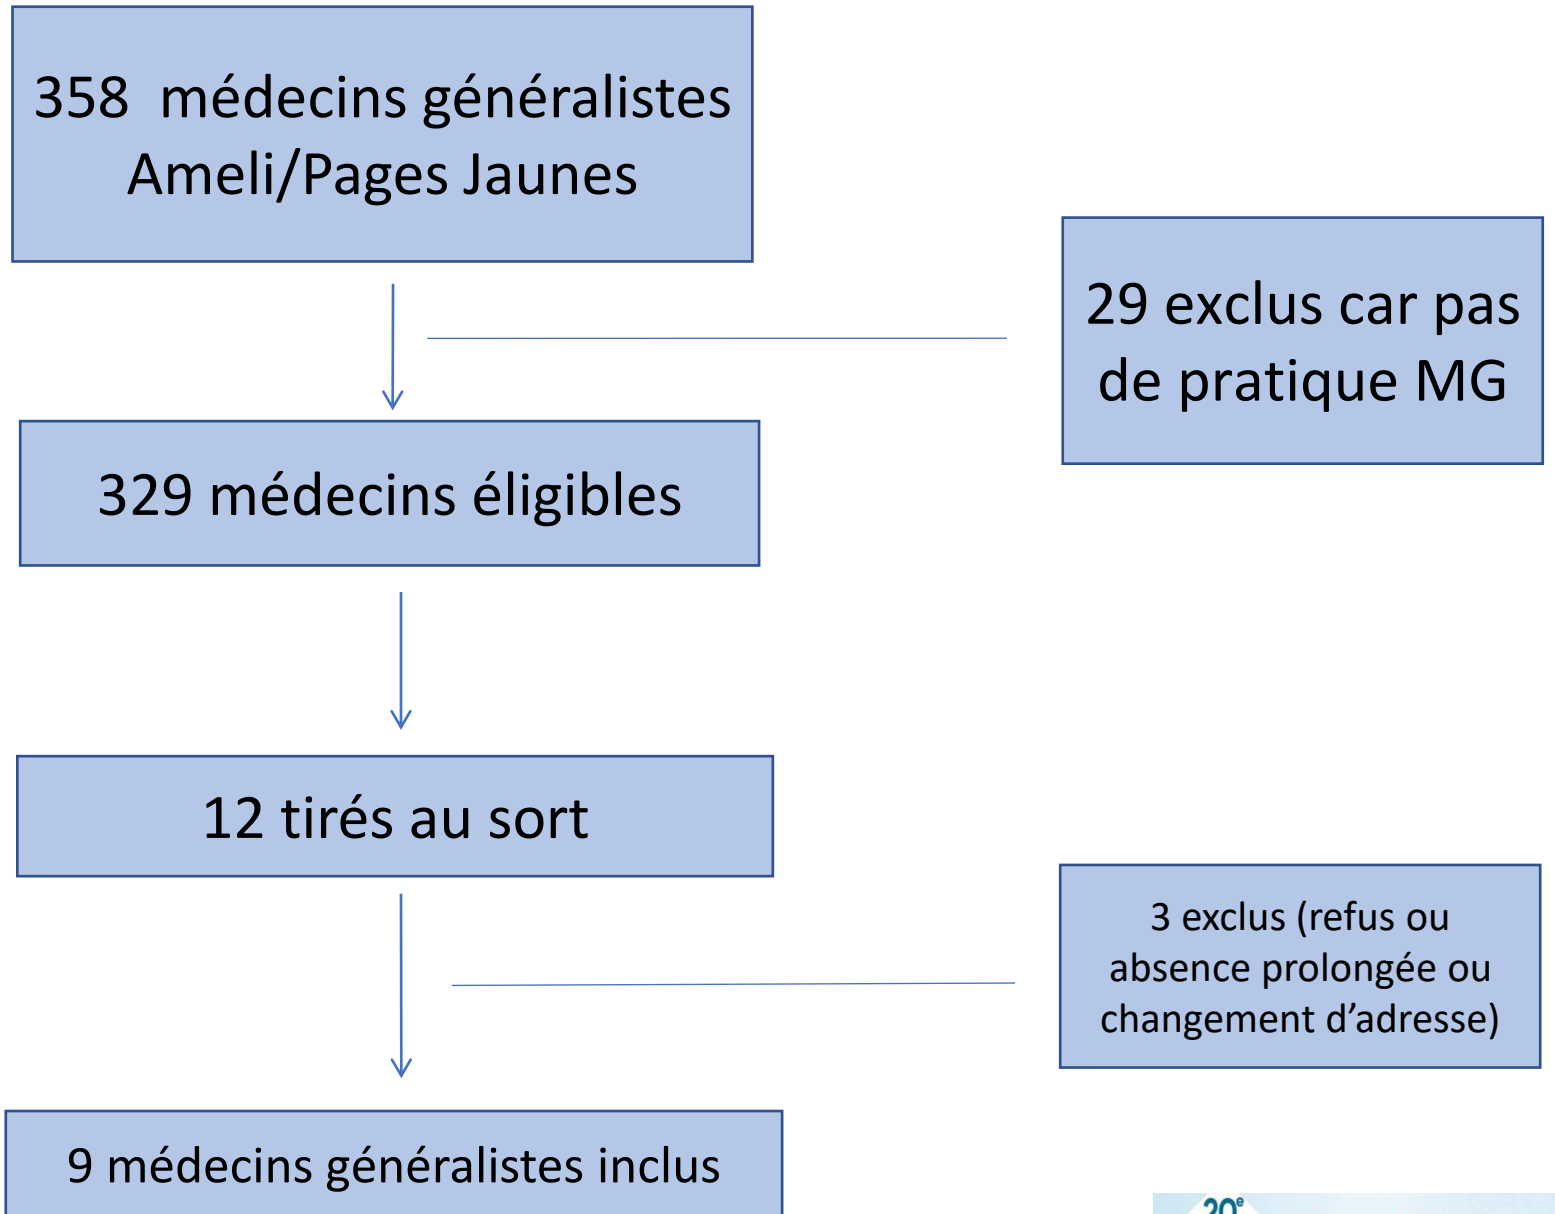 358 médecins généralistes
Ameli/Pages Jaunes
29 exclus car pas
de pratique MG
329 médecins éligibles
12 tirés au sort
3 exclus (refus ou
absence prolongée ou
changement d’adresse)
9 médecins généralistes inclus
20e